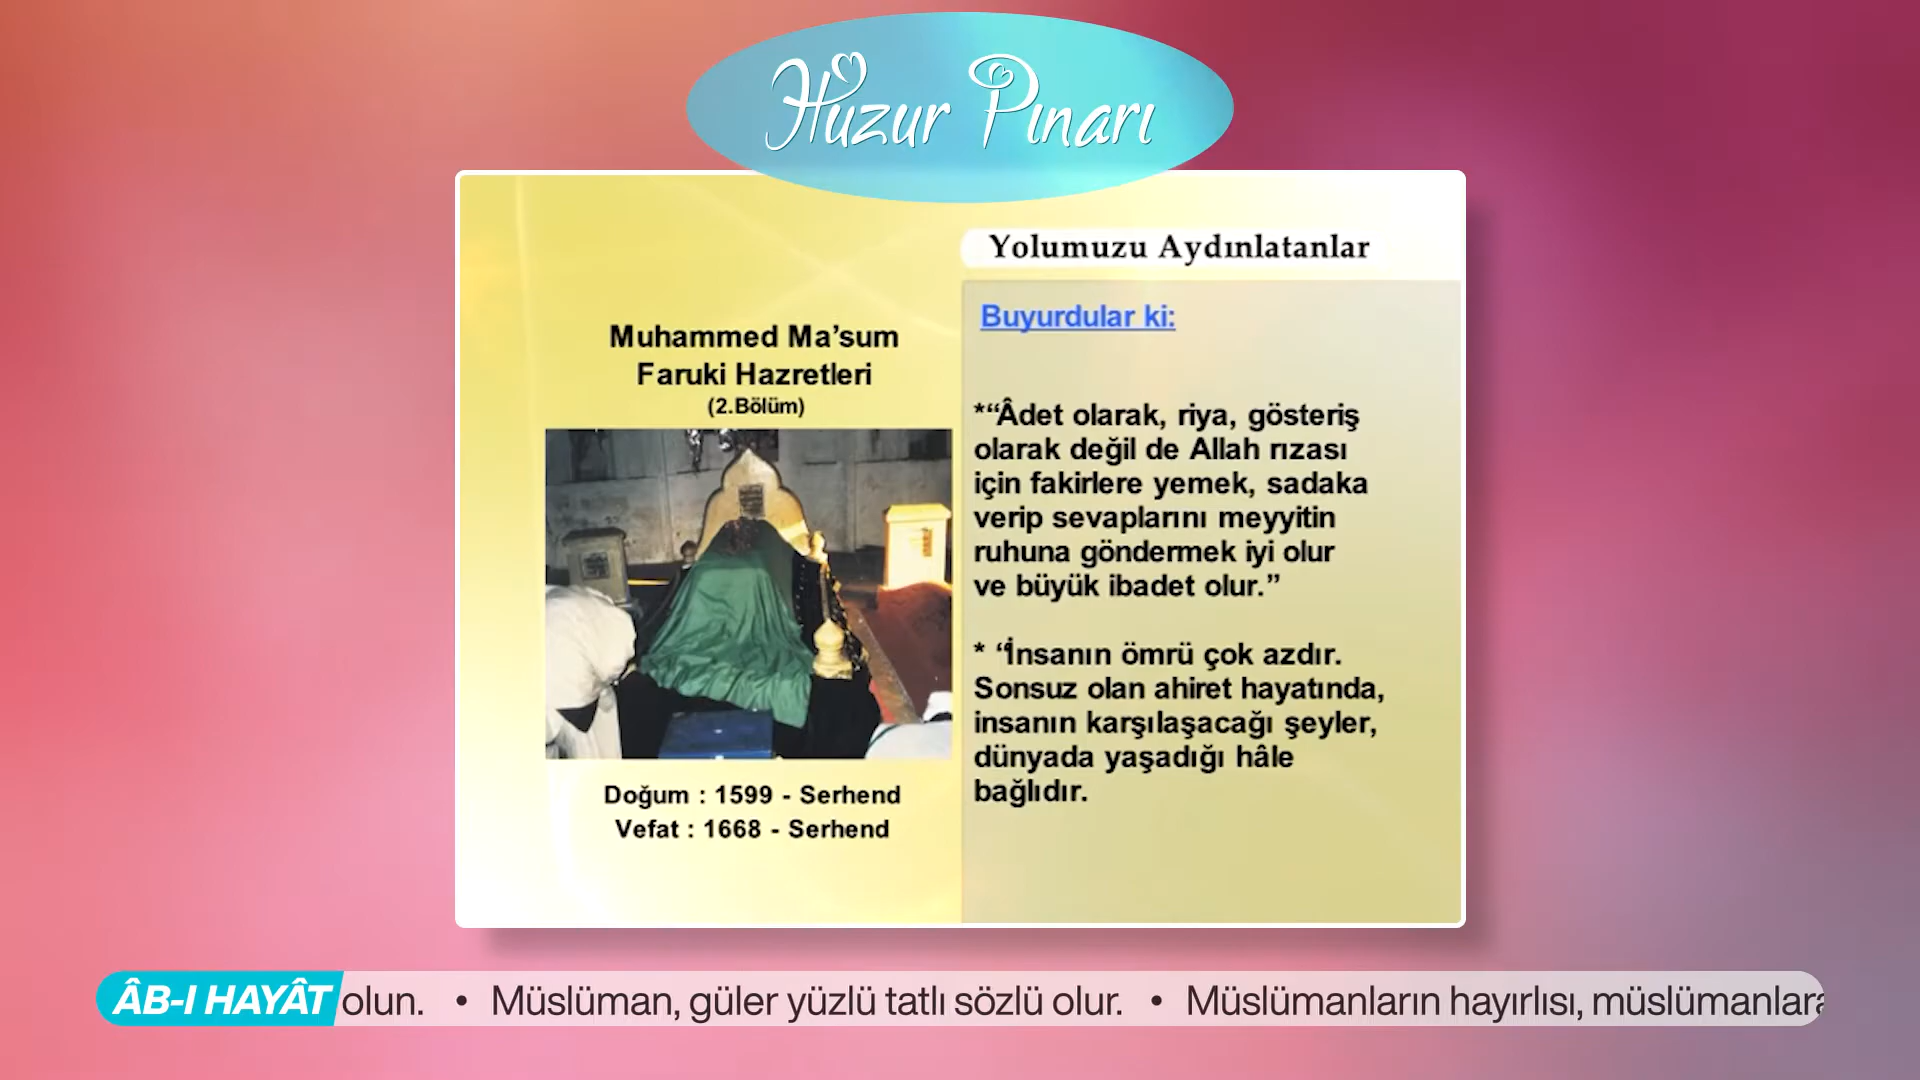 Huzur Pınarı
Yolumuzu Aydınlatanlar
Muhammed Ma’sum
Faruki Hazretleri
(2.Bölüm)
Doğum : 1599 - Serhend
Vefat : 1668 - Serhend
Buyurdular ki:
*“Âdet olarak, riya, gösteriş
olarak değil de Allah rızası
için fakirlere yemek, sadaka
verip sevaplarını meyyitin
ruhuna göndermek iyi olur
ve büyük ibadet olur.”
* “İnsanın ömrü çok azdır.
Sonsuz olan ahiret hayatında,
insanın karşılaşacağı şeyler,
dünyada yaşadığı hâle
bağlıdır.
ÂB-I HAYÂT olun. • Müslüman, güler yüzlü tatlı sözlü olur. • Müslümanların hayırlısı, müslümanlara